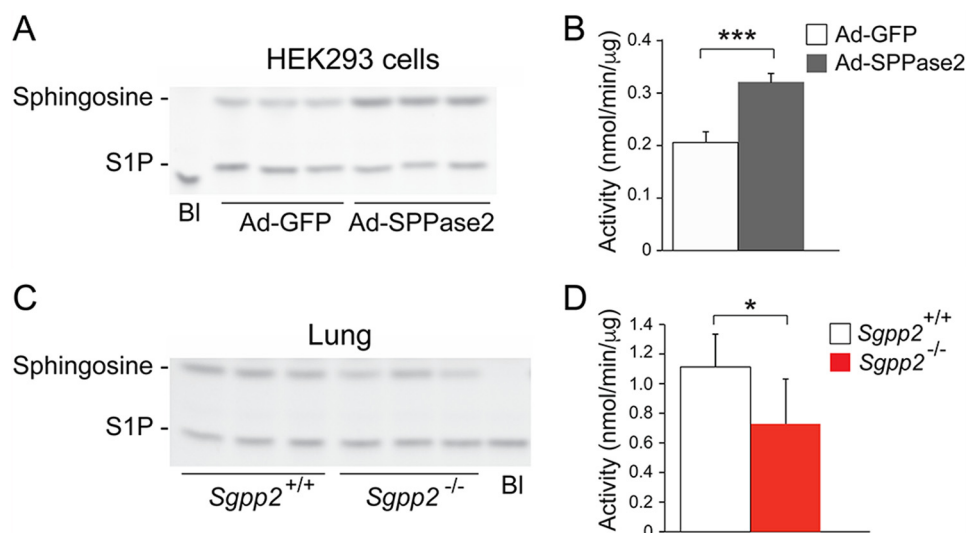 A
HEK293 cells
Sphingosine -
S1P -
BI
Ad-GFP
Ad-SPPase2
B
Activity (nmol/min/µg)
0.4
0.3
0.2
0.1
0
***
Ad-GFP
Ad-SPPase2
C
Lung
Sphingosine -
S1P -
Sgpp2+/+
Sgpp2-/-
BI
D
Activity (nmol/min/µg)
1.4
1.2
1.0
0.8
0.6
0.4
0.2
0
*
Sgpp2+/+
Sgpp2-/-